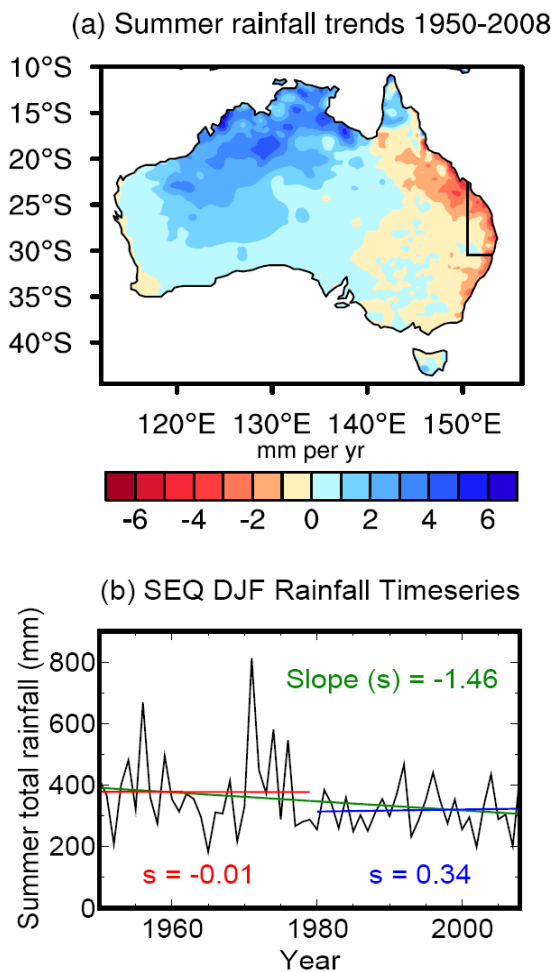 (a) Summer rainfall trends 1950-2008
10°S
15°S
20°S
25°S
30°S
35°S
40°S
120°E 130°E 140°E 150°E
mm per yr
-6 -4 -2 0 2 4 6
(b) SEQ DJF Rainfall Timeseries
Summer total rainfall (mm)
800
600
400
200
0
Slope (s) = -1.46
s = -0.01
s = 0.34
1960 1980 2000
Year